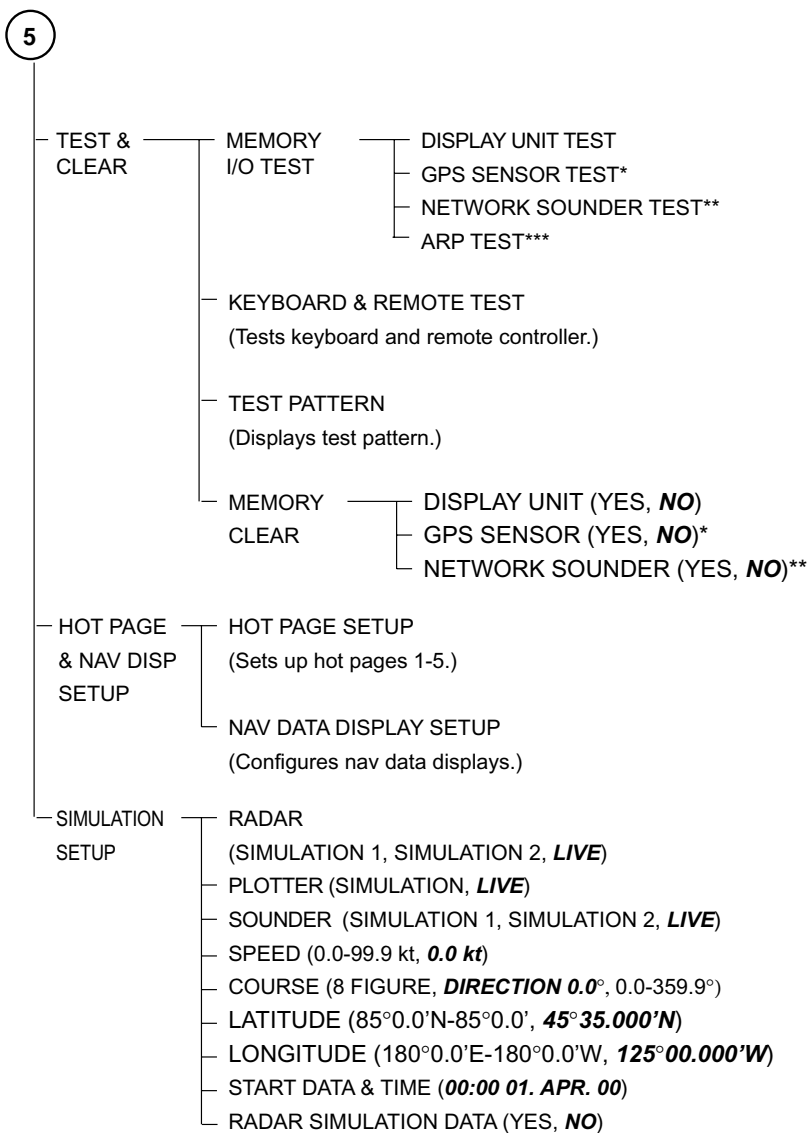 5
TEST &
CLEAR
MEMORY
I/O TEST
DISPLAY UNIT TEST
GPS SENSOR TEST*
NETWORK SOUNDER TEST**
ARP TEST***
KEYBOARD & REMOTE TEST
(Tests keyboard and remote controller.)
TEST PATTERN
(Displays test pattern.)
MEMORY
CLEAR
DISPLAY UNIT (YES, NO)
GPS SENSOR (YES, NO)*
NETWORK SOUNDER (YES, NO)**
HOT PAGE
& NAV DISP
SETUP
HOT PAGE SETUP
(Sets up hot pages 1-5.)
NAV DATA DISPLAY SETUP
(Configures nav data displays.)
SIMULATION
SETUP
RADAR
(SIMULATION 1, SIMULATION 2, LIVE)
PLOTTER (SIMULATION, LIVE)
SOUNDER (SIMULATION 1, SIMULATION 2, LIVE)
SPEED (0.0-99.9 kt, 0.0 kt)
COURSE (8 FIGURE, DIRECTION 0.0°, 0.0-359.9°)
LATITUDE (85°0.0'N-85°0.0', 45°35.000'N)
LONGITUDE (180°0.0'E-180°0.0'W, 125°00.000'W)
START DATA & TIME (00:00 01. APR. 00)
RADAR SIMULATION DATA (YES, NO)